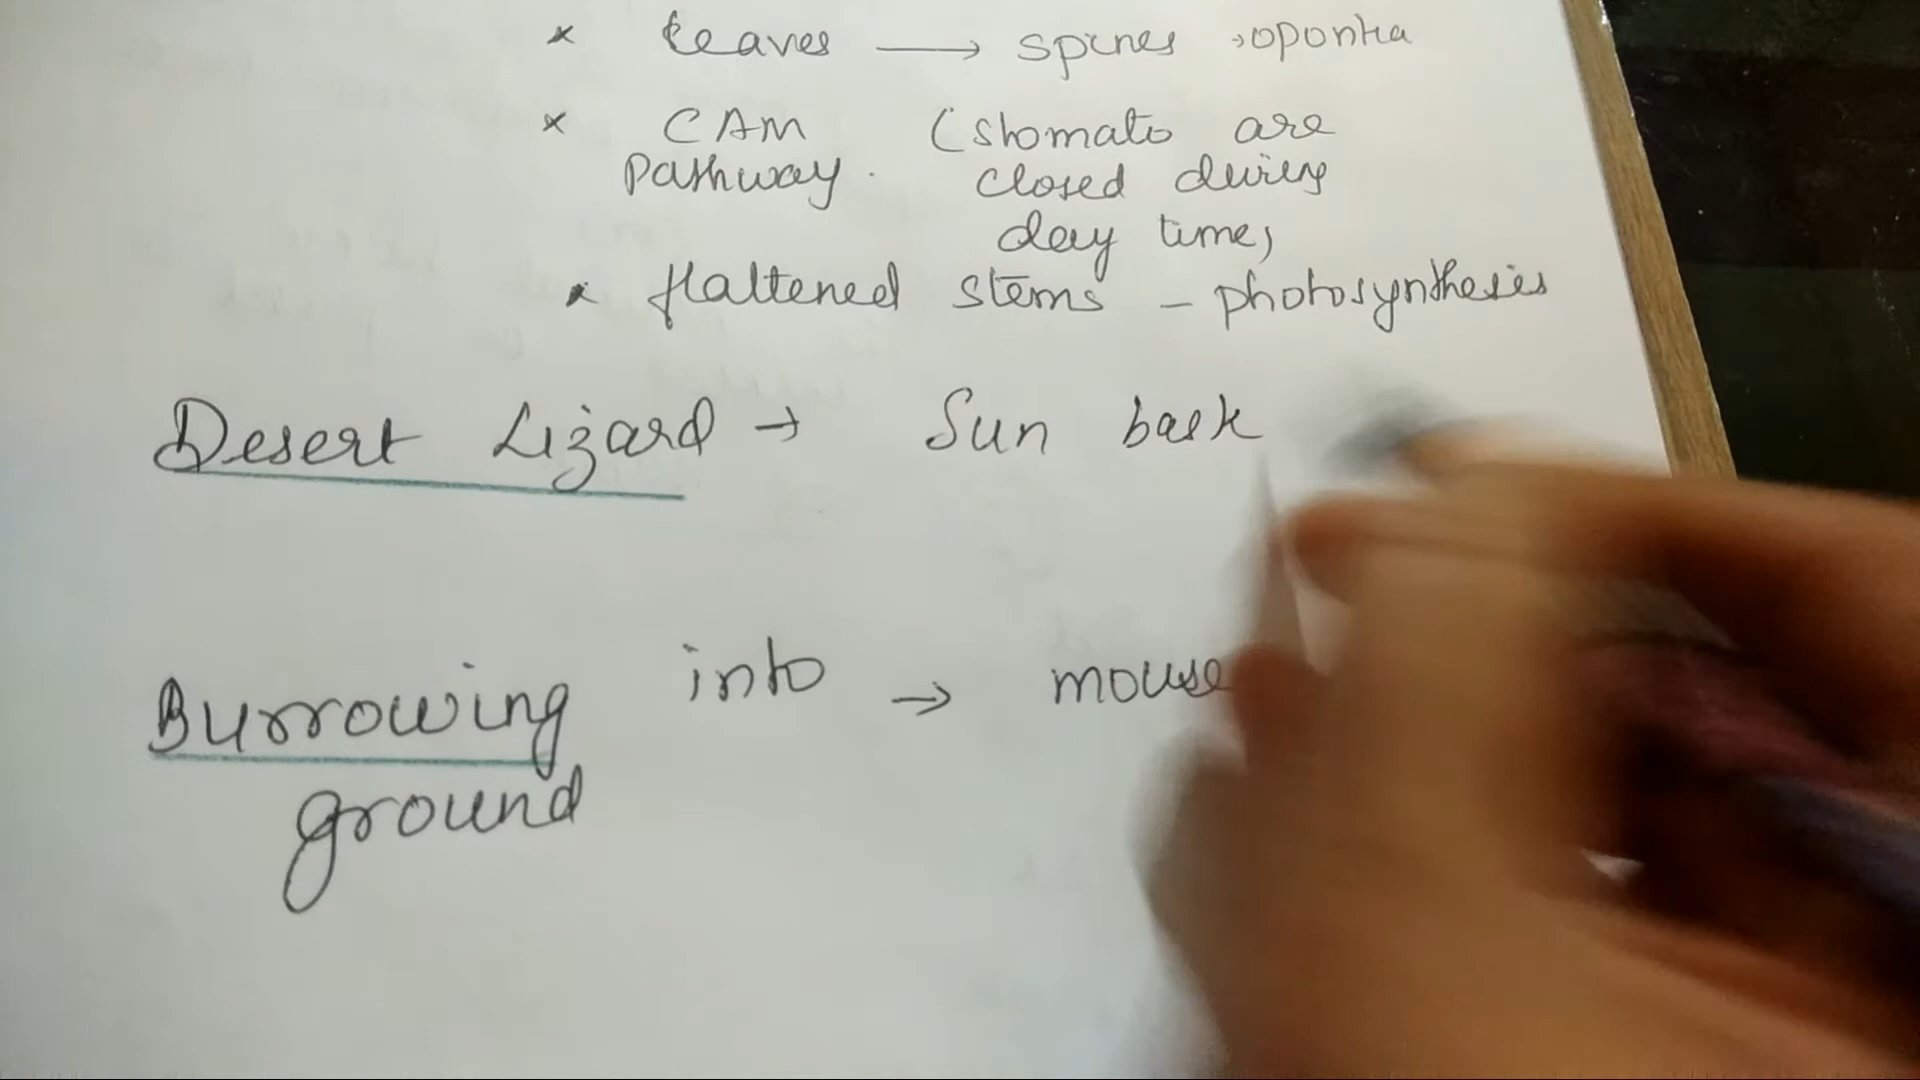 * leaves → spines → oponta
* CAM (stomato are
Pathway. closed during
day time)
* flattened stems - photosynthesis
Desert Lizard → Sun bask
Burrowing into → mouse
ground